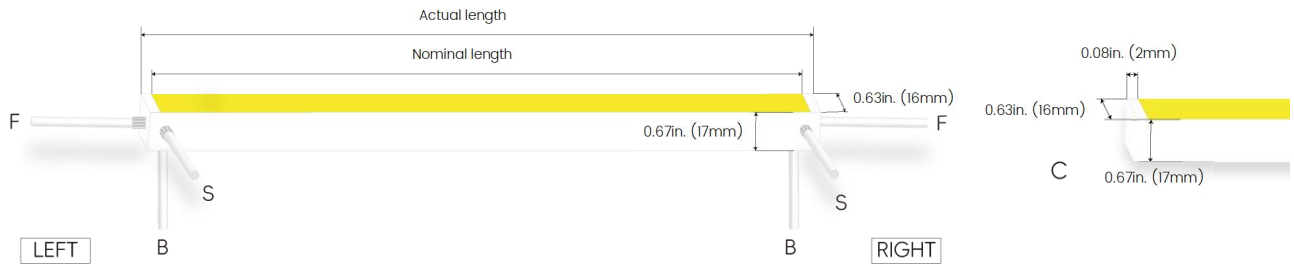 Actual length
Nominal length
0.08in. (2mm)
0.63in. (16mm)
0.63in. (16mm)
F
0.67in. (17mm)
F
C
0.67in. (17mm)
S
S
LEFT
B
B
RIGHT